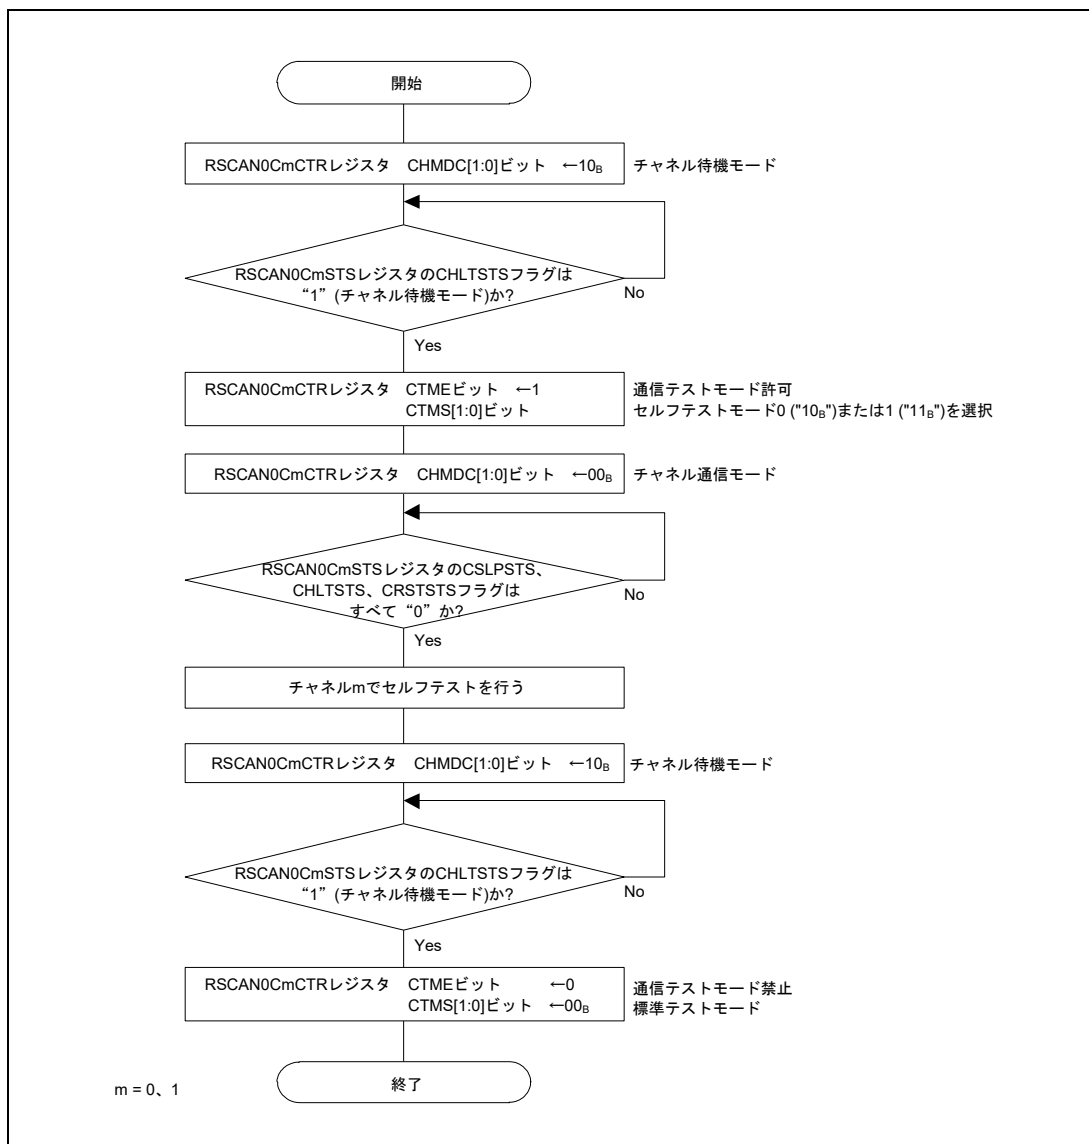 開始
RSCAN0CmCTRレジスタ CHMDC[1:0]ビット ←10B チャネル待機モード
RSCAN0CmSTSレジスタのCHLTSTSフラグは
“1” (チャネル待機モード)か?
No
Yes
RSCAN0CmCTRレジスタ CTMEビット ←1 通信テストモード許可
CTMS[1:0]ビット セルフテストモード0 ("10B")または1 ("11B")を選択
RSCAN0CmCTRレジスタ CHMDC[1:0]ビット ←00B チャネル通信モード
RSCAN0CmSTSレジスタのCSLPSTS、
CHLTSTS、CRSTSTSフラグは
すべて“0”か?
No
Yes
チャネルmでセルフテストを行う
RSCAN0CmCTRレジスタ CHMDC[1:0]ビット ←10B チャネル待機モード
RSCAN0CmSTSレジスタのCHLTSTSフラグは
“1” (チャネル待機モード)か?
No
Yes
RSCAN0CmCTRレジスタ CTMEビット ←0 通信テストモード禁止
CTMS[1:0]ビット ←00B 標準テストモード
終了
m = 0、1